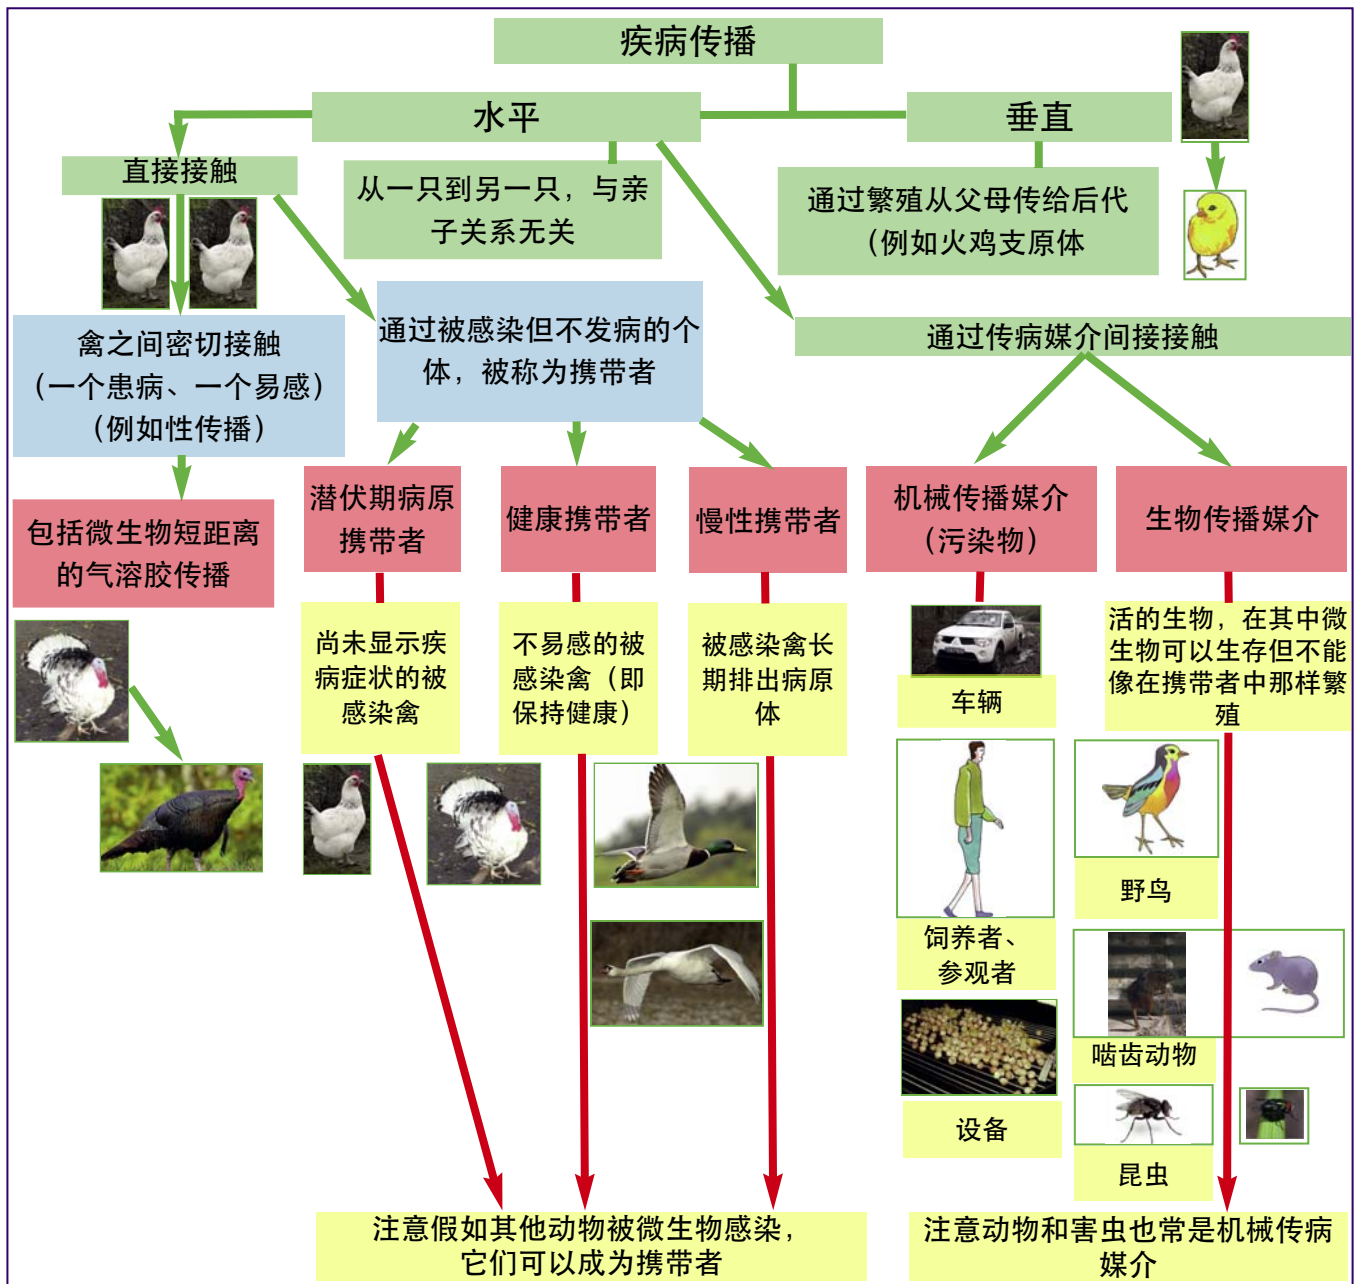 疾病传播
水平
垂直
直接接触
从一只到另一只，与亲
子关系无关
通过繁殖从父母传给后代
（例如火鸡支原体
禽之间密切接触
（一个患病、一个易感）
（例如性传播）
通过被感染但不发病的个
体，被称为携带者
通过传病媒介间接接触
包括微生物短距离
的气溶胶传播
潜伏期病原
携带者
健康携带者
慢性携带者
机械传播媒介
（污染物）
生物传播媒介
尚未显示疾
病症状的被
感染禽
不易感的被
感染禽（即
保持健康）
被感染禽长
期排出病原
体
车辆
活的生物，在其中微
生物可以生存但不能
像在携带者中那样繁
殖
饲养者、
参观者
野鸟
啮齿动物
设备
昆虫
注意假如其他动物被微生物感染，
它们可以成为携带者
注意动物和害虫也常是机械传病
媒介